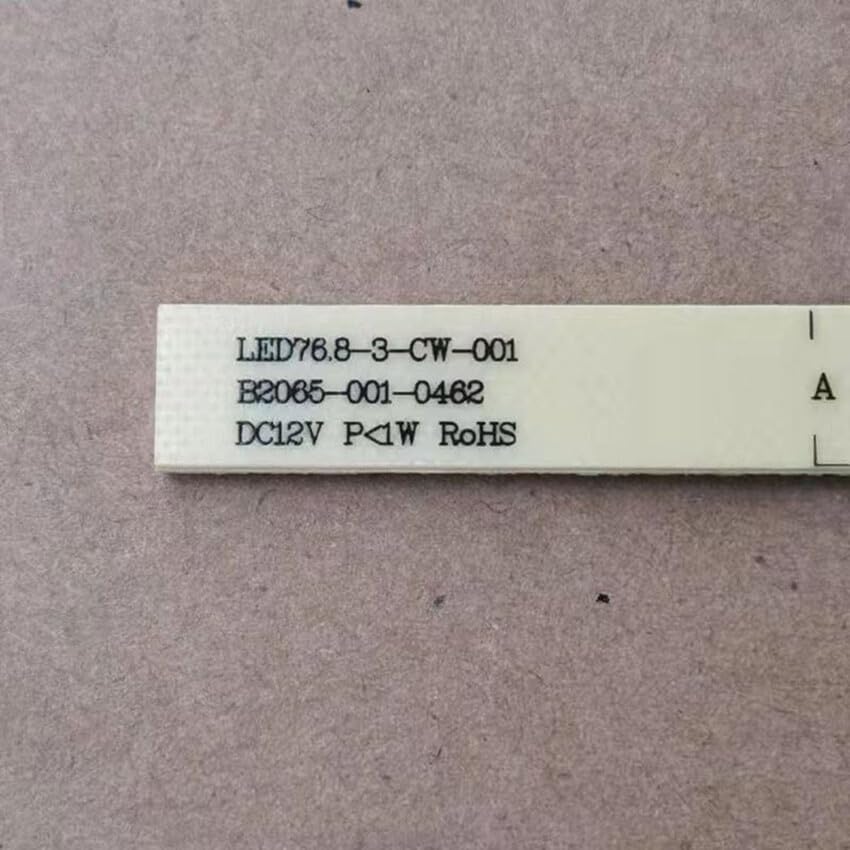 LED76.8-3-CW-001
B2065-001-0462
DC12V P<1W RoHS
A